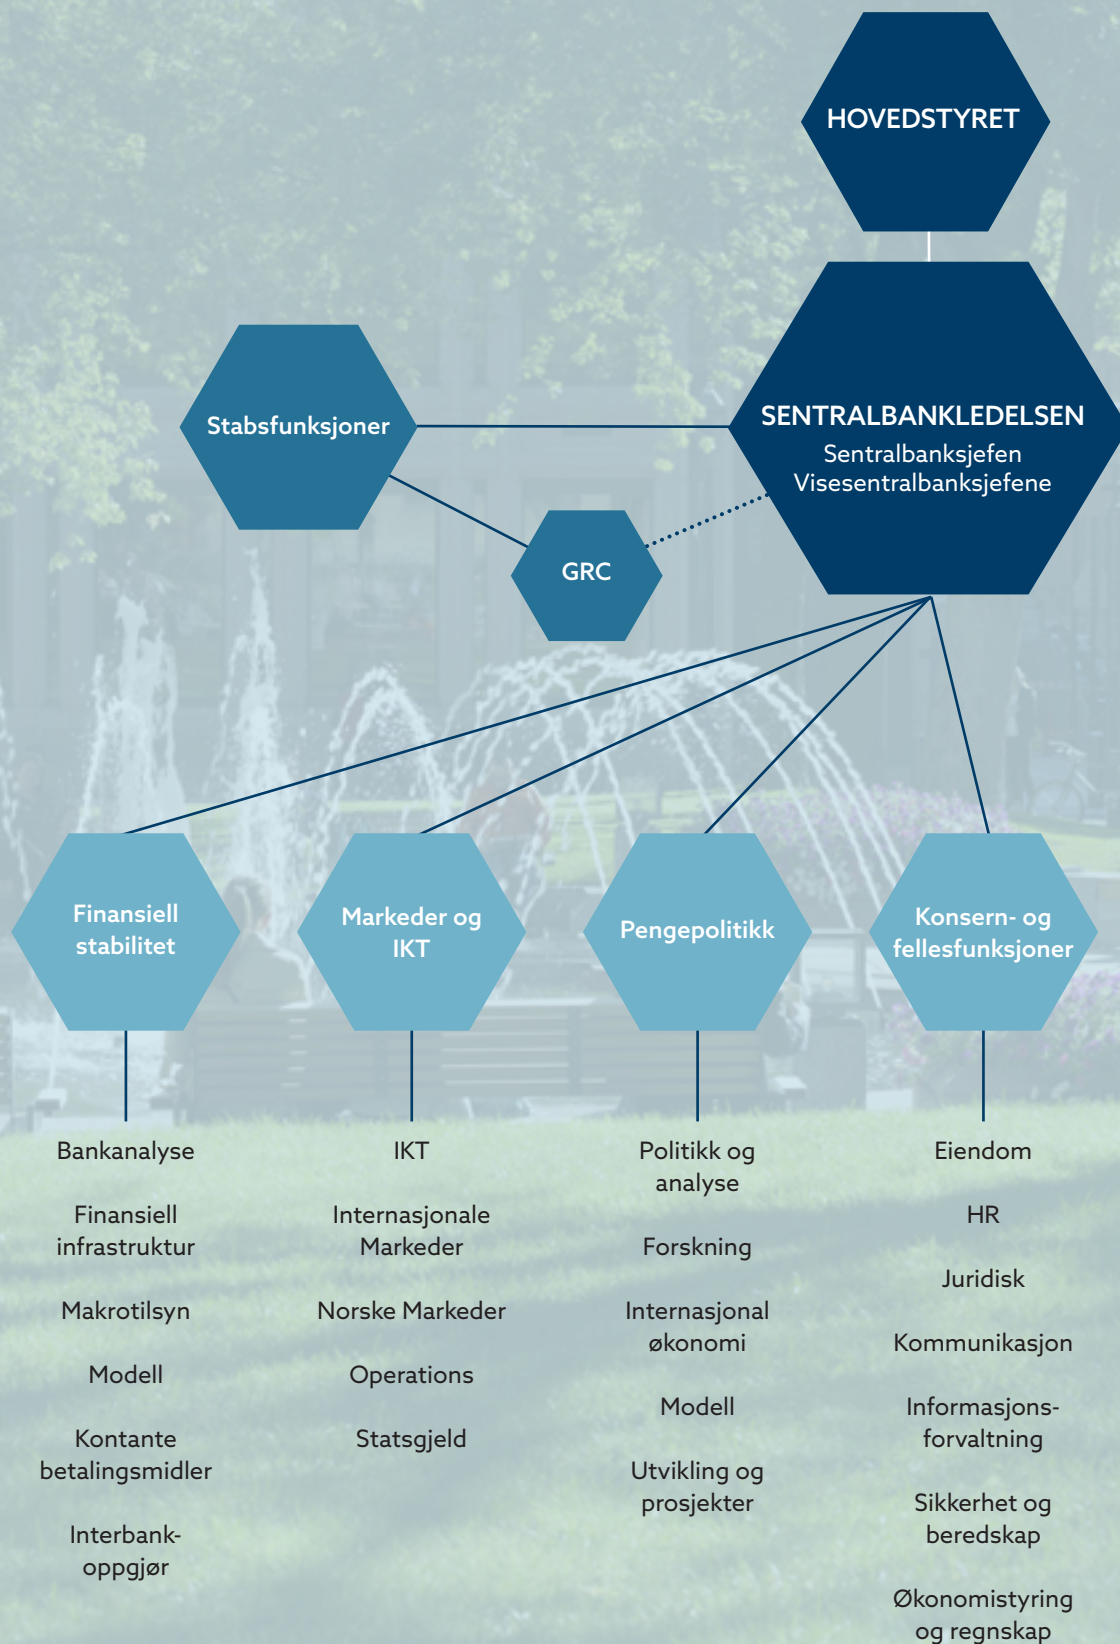 HOVEDSTYRET
SENTRALBANKLEDELSEN
Sentralbanksjefen
Visesentralbanksjefene
Stabsfunksjoner
GRC
Finansiell
stabilitet
Markeder og
IKT
Pengepolitikk
Konsern- og
fellesfunksjoner
Bankanalyse
Finansiell
infrastruktur
Makrotilsyn
Modell
Kontante
betalingsmidler
Interbank-
oppgjør
IKT
Internasjonale
Markeder
Norske Markeder
Operations
Statsgjeld
Politikk og
analyse
Forskning
Internasjonal
økonomi
Modell
Utvikling og
prosjekter
Eiendom
HR
Juridisk
Kommunikasjon
Informasjons-
forvaltning
Sikkerhet og
beredskap
Økonomistyring
og regnskap